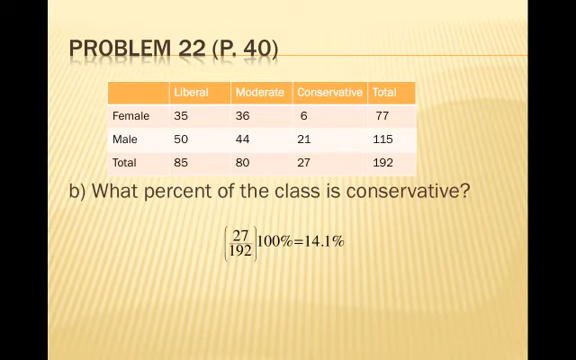 PROBLEM 22 (P. 40)
Liberal Moderate Conservative Total
Female 35 36 6 77
Male 50 44 21 115
Total 85 80 27 192
b) What percent of the class is conservative?
(27/192)100%=14.1%